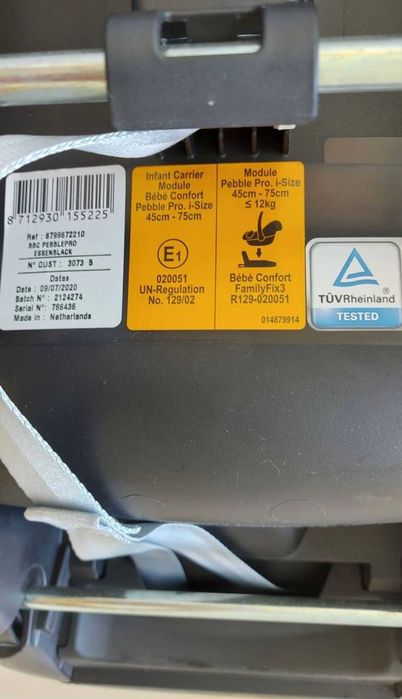 8 712930 155225
Ref : 8799672210
BBC PEBBLEPRO
ESSENBLACK
N° OUST : 3073 B
Datas
Date : 09/07/2020
Batch N° : 2124274
Serial N° : 786436
Made in : Netherlands
Infant Carrier
Module
Bébé Confort
Pebble Pro. i-Size
45cm - 75cm
E1
020051
UN-Regulation
No. 129/02
Module
Pebble Pro. i-Size
45cm - 75cm
≤ 12kg
Bébé Confort
FamilyFix3
R129-020051
014879914
TÜVRheinland®
TESTED